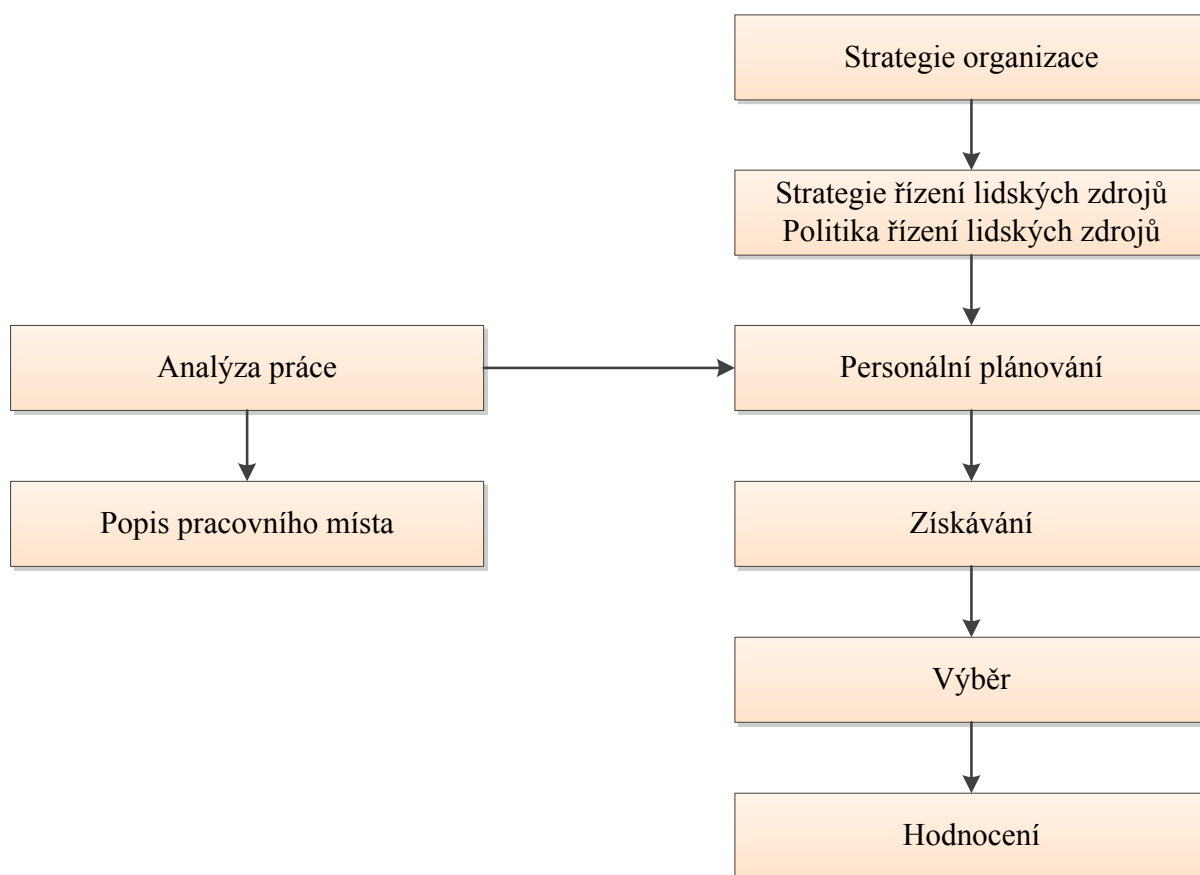 Strategie organizace
Strategie řízení lidských zdrojů
Politika řízení lidských zdrojů
Analýza práce
Personální plánování
Popis pracovního místa
Získávání
Výběr
Hodnocení